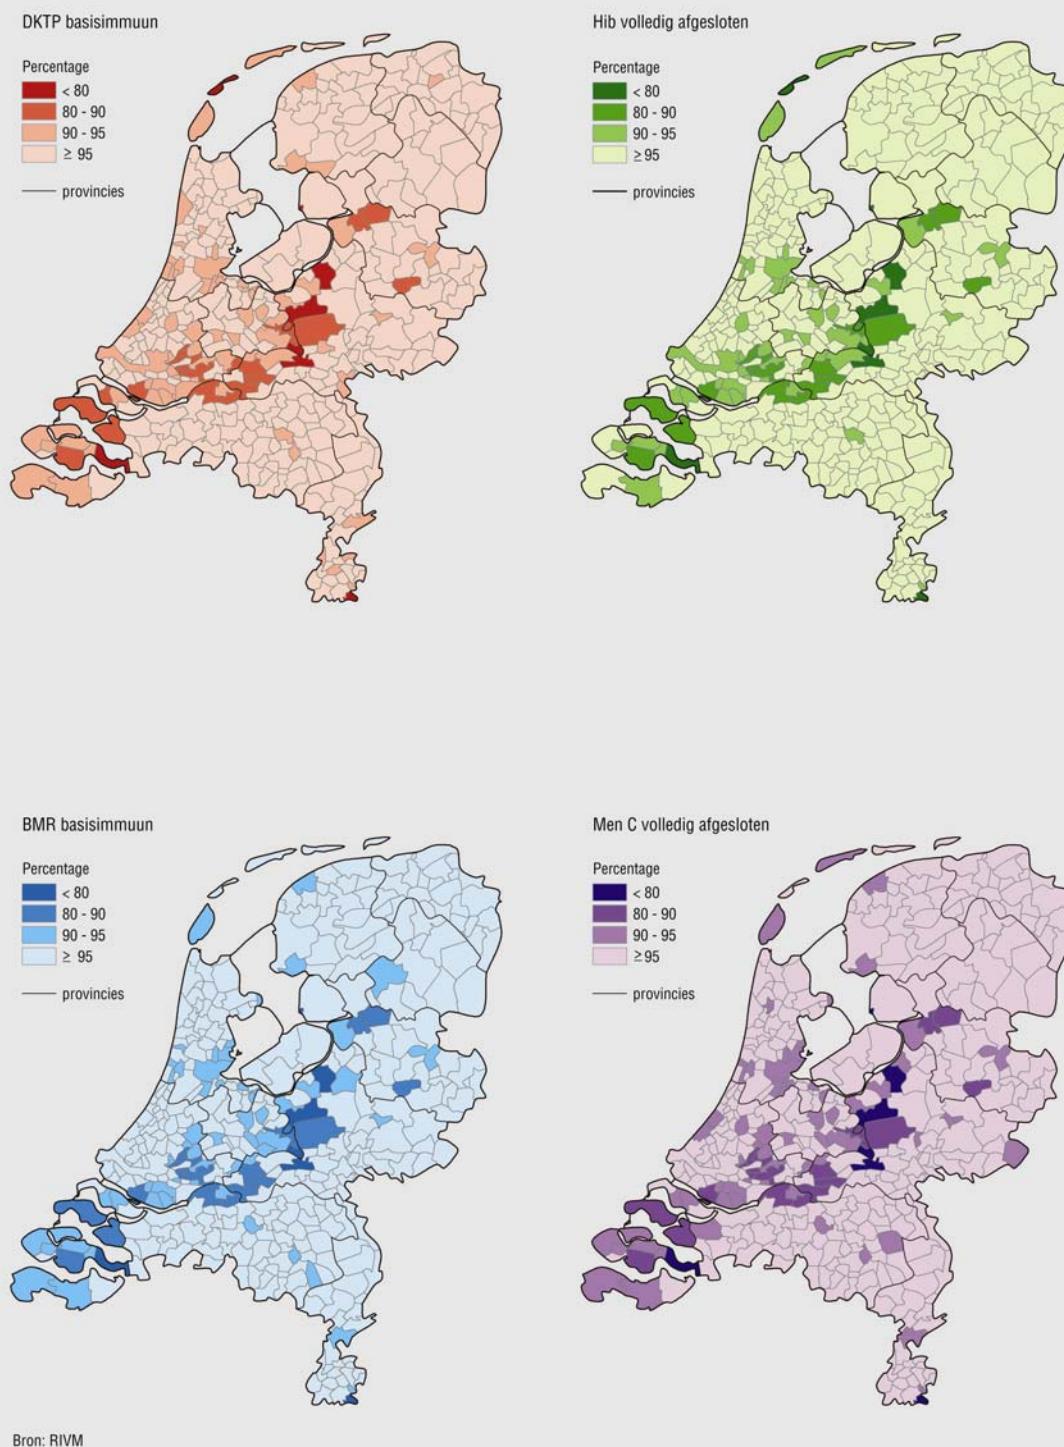 DKTP basisimmuun
Percentage
< 80
80 - 90
90 - 95
≥ 95
provincies
Hib volledig afgesloten
Percentage
< 80
80 - 90
90 - 95
≥ 95
provincies
BMR basisimmuun
Percentage
< 80
80 - 90
90 - 95
≥ 95
provincies
Men C volledig afgesloten
Percentage
< 80
80 - 90
90 - 95
≥ 95
provincies
Bron: RIVM